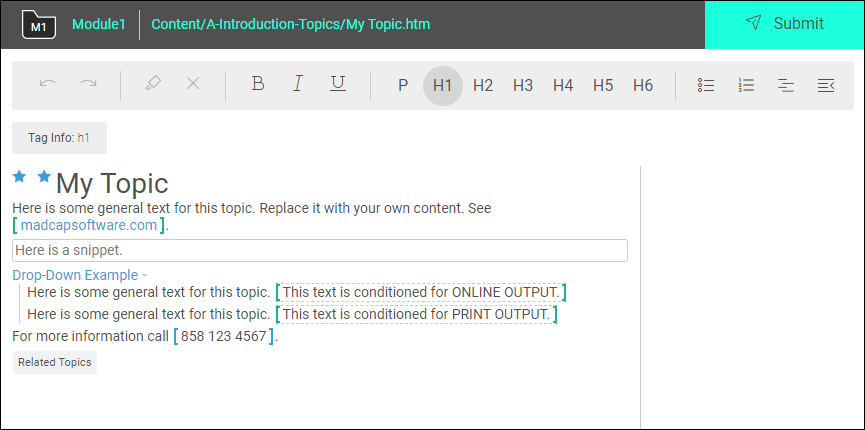 M1 Module1 Content/A-Introduction-Topics/My Topic.htm Submit
B I U P H1 H2 H3 H4 H5 H6
Tag Info: h1
My Topic
Here is some general text for this topic. Replace it with your own content. See
[ madcapsoftware.com ].
Here is a snippet.
Drop-Down Example
Here is some general text for this topic. [ This text is conditioned for ONLINE OUTPUT. ]
Here is some general text for this topic. [ This text is conditioned for PRINT OUTPUT. ]
For more information call [ 858 123 4567 ].
Related Topics